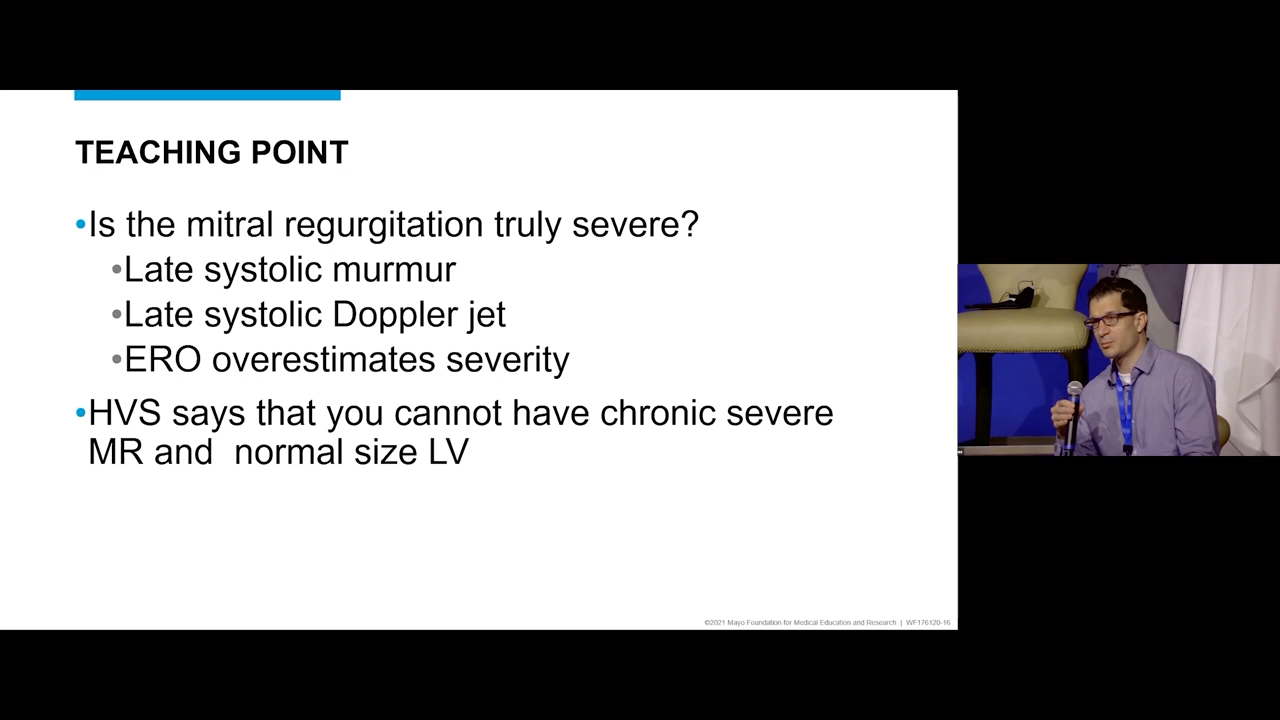 TEACHING POINT
•Is the mitral regurgitation truly severe?
•Late systolic murmur
•Late systolic Doppler jet
•ERO overestimates severity
•HVS says that you cannot have chronic severe
MR and  normal size LV
©2021 Mayo Foundation for Medical Education and Research | WF176120-16